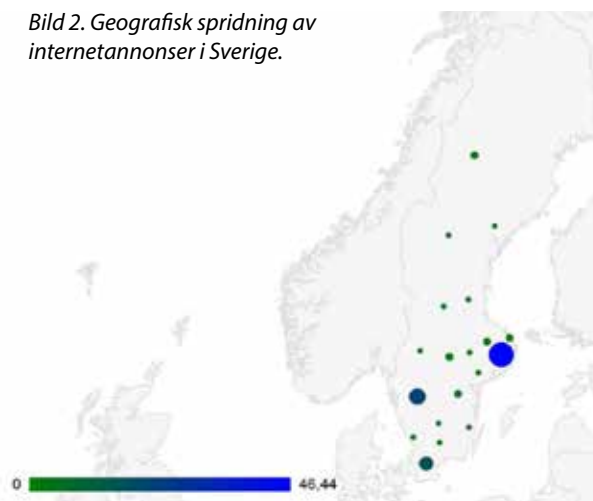 Bild 2. Geografisk spridning av
internetannonser i Sverige.
0 46,44